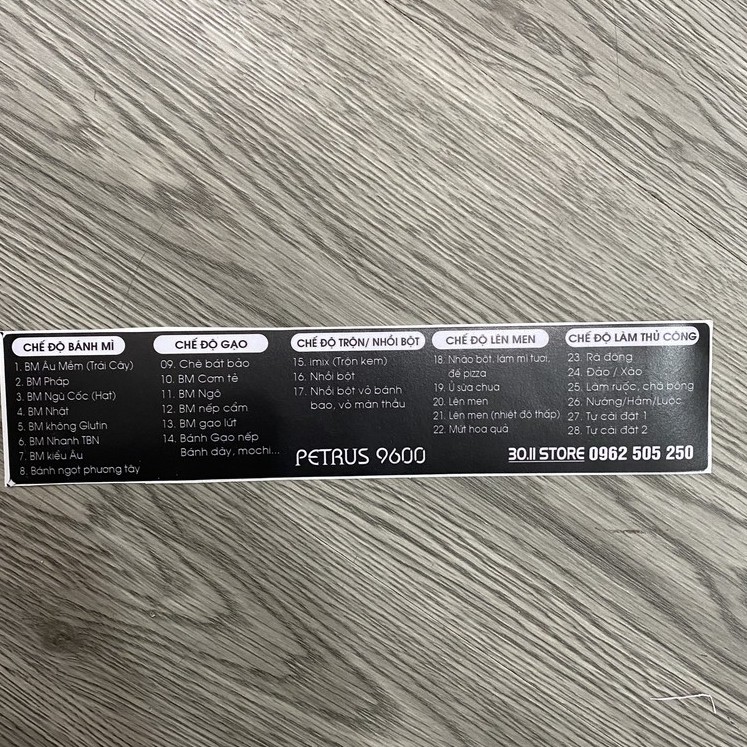 CHẾ ĐỘ BÁNH MÌ
1. BM Âu Mềm (Trái Cây)
2. BM Pháp
3. BM Ngũ Cốc (Hạt)
4. BM Nhật
5. BM không Glutin
6. BM Nhanh TBN
7. BM kiểu Âu
8. Bánh ngọt phương tây
CHẾ ĐỘ GẠO
09. Chè bát bảo
10. BM Cơm tẻ
11. BM Ngô
12. BM nếp cẩm
13. BM gạo lứt
14. Bánh Gạo nếp
Bánh dày, mochi...
CHẾ ĐỘ TRỘN/ NHỒI BỘT
15. imix (Trộn kem)
16. Nhồi bột
17. Nhồi bột vỏ bánh
bao, vỏ màn thầu
PETRUS 9600
CHẾ ĐỘ LÊN MEN
18. Nhào bột, làm mì tươi,
đế pizza
19. Ủ sữa chua
20. Lên men
21. Lên men (nhiệt độ thấp)
22. Mứt hoa quả
CHẾ ĐỘ LÀM THỦ CÔNG
23. Rã đông
24. Đảo / Xào
25. Làm ruốc, chà bông
26. Nướng/Hầm/Luộc
27. Tự cài đặt 1
28. Tự cài đặt 2
30.11 STORE 0962 505 250